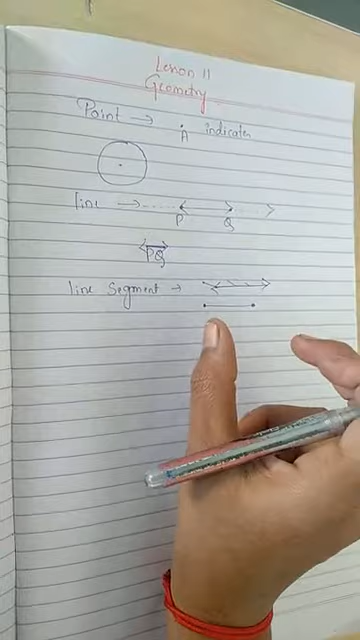 Lesson 11
Geometry
Point → A indicates
Line → P Q
PQ
line Segment →